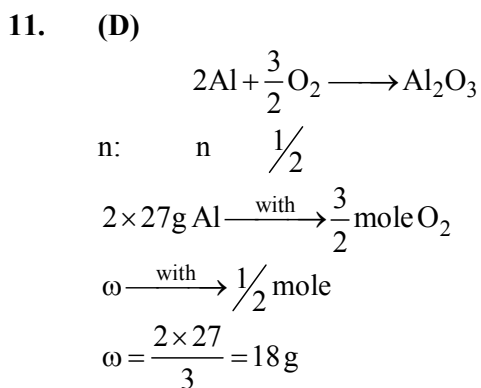 11. (D)
2Al + 3/2 O₂ ⟶ Al₂O₃
n: n 1/2
2 × 27g Al —with→ 3/2 mole O₂
ω —with→ 1/2 mole
ω = 2 × 27 / 3 = 18 g